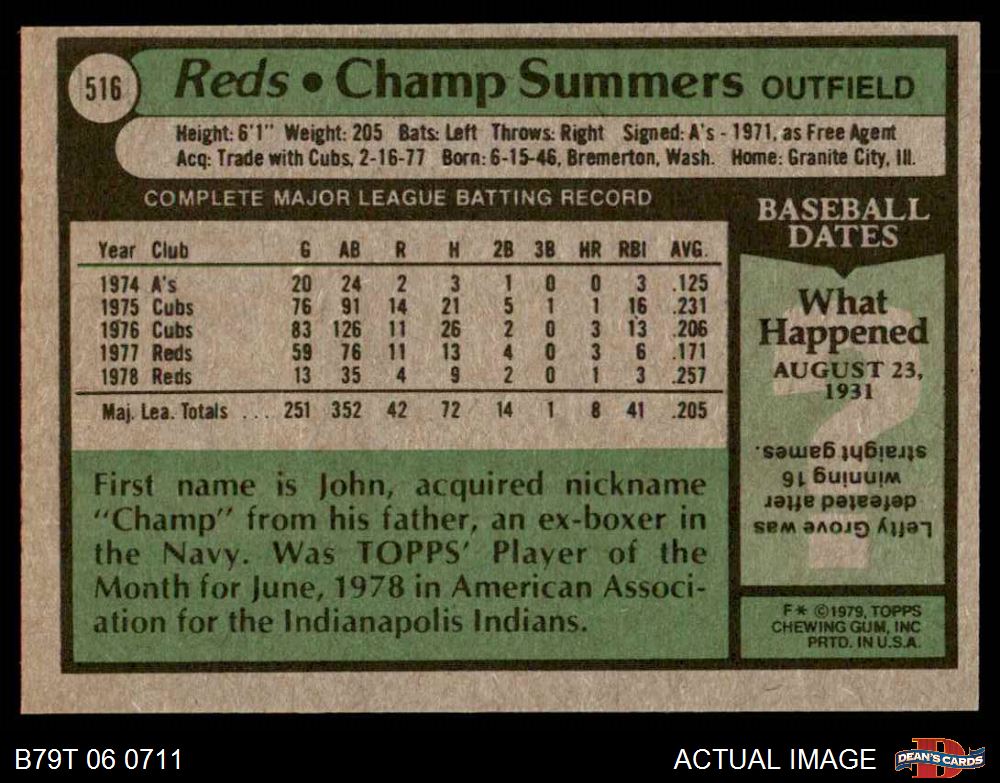 516
Reds • Champ Summers OUTFIELD
Height: 6'1" Weight: 205 Bats: Left Throws: Right Signed: A's - 1971, as Free Agent
Acq: Trade with Cubs, 2-16-77 Born: 6-15-46, Bremerton, Wash. Home: Granite City, Ill.
COMPLETE MAJOR LEAGUE BATTING RECORD
Year Club G AB R H 2B 3B HR RBI AVG.
1974 A's 20 24 2 3 1 0 0 3 .125
1975 Cubs 76 91 14 21 5 1 1 16 .231
1976 Cubs 83 126 11 26 2 0 3 13 .206
1977 Reds 59 76 11 13 4 0 3 6 .171
1978 Reds 13 35 4 9 2 0 1 3 .257
Maj. Lea. Totals ... 251 352 42 72 14 1 8 41 .205
First name is John, acquired nickname
"Champ" from his father, an ex-boxer in
the Navy. Was TOPPS' Player of the
Month for June, 1978 in American Associ-
ation for the Indianapolis Indians.
BASEBALL
DATES
What
Happened
AUGUST 23,
1931
?
Lefty Grove was
defeated after
winning 16
straight games.
F* ©1979, TOPPS
CHEWING GUM, INC
PRTD. IN U.S.A.
B79T 06 0711
ACTUAL IMAGE
D
DEAN'S CARDS